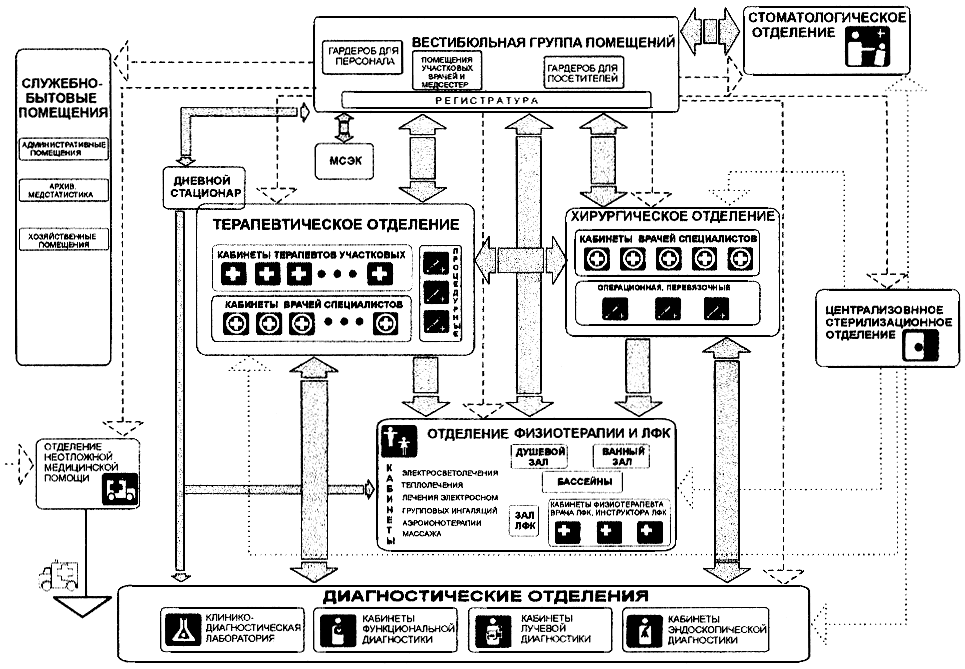 ВЕСТИБЮЛЬНАЯ ГРУППА ПОМЕЩЕНИЙ
ГАРДЕРОБ ДЛЯ
ПЕРСОНАЛА
ПОМЕЩЕНИЯ
УЧАСТКОВЫХ
ВРАЧЕЙ И
МЕДСЕСТЕР
ГАРДЕРОБ ДЛЯ
ПОСЕТИТЕЛЕЙ
РЕГИСТРАТУРА
СТОМАТОЛОГИЧЕСКОЕ
ОТДЕЛЕНИЕ
СЛУЖЕБНО-
БЫТОВЫЕ
ПОМЕЩЕНИЯ
АДМИНИСТРАТИВНЫЕ
ПОМЕЩЕНИЯ
АРХИВ,
МЕДСТАТИСТИКА
ХОЗЯЙСТВЕННЫЕ
ПОМЕЩЕНИЯ
МСЭК
ДНЕВНОЙ
СТАЦИОНАР
ТЕРАПЕВТИЧЕСКОЕ ОТДЕЛЕНИЕ
КАБИНЕТЫ ТЕРАПЕВТОВ УЧАСТКОВЫХ
КАБИНЕТЫ ВРАЧЕЙ СПЕЦИАЛИСТОВ
ПРОЦЕДУРНЫЕ
ХИРУРГИЧЕСКОЕ ОТДЕЛЕНИЕ
КАБИНЕТЫ ВРАЧЕЙ СПЕЦИАЛИСТОВ
ОПЕРАЦИОННАЯ, ПЕРЕВЯЗОЧНЫЕ
ЦЕНТРАЛИЗОВННОЕ
СТЕРИЛИЗАЦИОННОЕ
ОТДЕЛЕНИЕ
ОТДЕЛЕНИЕ
НЕОТЛОЖНОЙ
МЕДИЦИНСКОЙ
ПОМОЩИ
ОТДЕЛЕНИЕ ФИЗИОТЕРАПИИ И ЛФК
КАБИНЕТЫ
ЭЛЕКТРОСВЕТОЛЕЧЕНИЯ
ТЕПЛОЛЕЧЕНИЯ
ЛЕЧЕНИЯ ЭЛЕКТРОСНОМ
ГРУППОВЫХ ИНГАЛЯЦИЙ
АЭРОИОНОТЕРАПИИ
МАССАЖА
ДУШЕВОЙ
ЗАЛ
ВАННЫЙ
ЗАЛ
БАССЕЙНЫ
ЗАЛ
ЛФК
КАБИНЕТЫ ФИЗИОТЕРАПЕВТА
ВРАЧА ЛФК, ИНСТРУКТОРА ЛФК
ДИАГНОСТИЧЕСКИЕ ОТДЕЛЕНИЯ
КЛИНИКО-
ДИАГНОСТИЧЕСКАЯ
ЛАБОРАТОРИЯ
КАБИНЕТЫ
ФУНКЦИОНАЛЬНОЙ
ДИАГНОСТИКИ
КАБИНЕТЫ
ЛУЧЕВОЙ
ДИАГНОСТИКИ
КАБИНЕТЫ
ЭНДОСКОПИЧЕСКОЙ
ДИАГНОСТИКИ